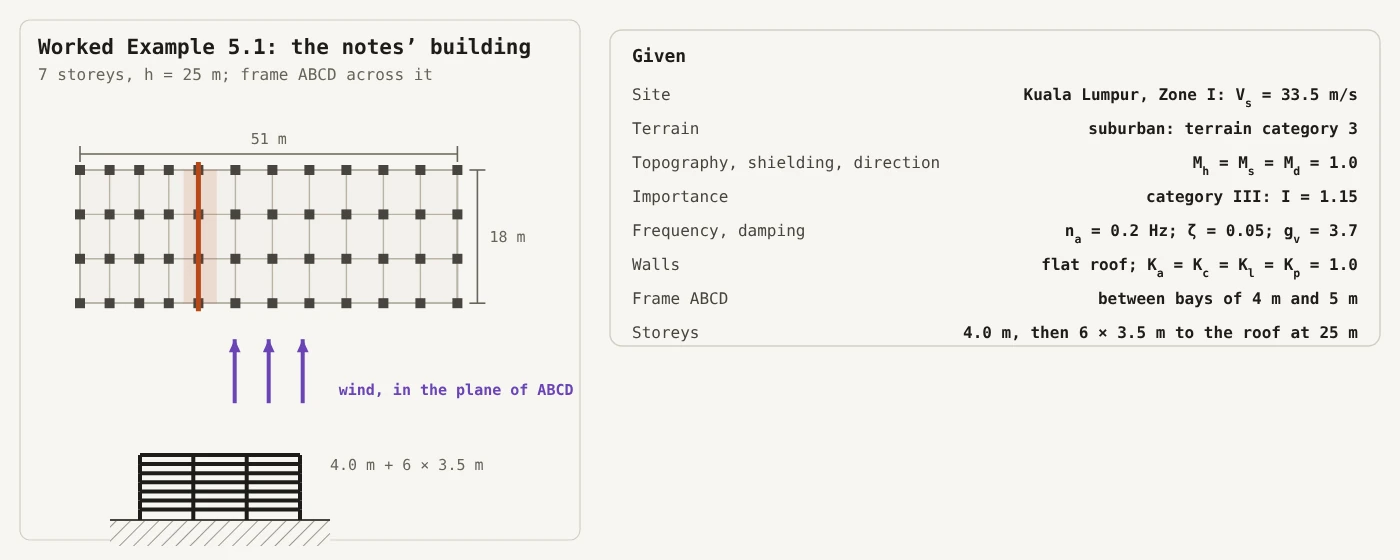 Worked Example 5.1: the notes’ building
7 storeys, h = 25 m; frame ABCD across it
51 m
18 m
wind, in the plane of ABCD
4.0 m + 6 × 3.5 m
Given
Site Kuala Lumpur, Zone I: Vs = 33.5 m/s
Terrain suburban: terrain category 3
Topography, shielding, direction Mh = Ms = Md = 1.0
Importance category III: I = 1.15
Frequency, damping na = 0.2 Hz; ζ = 0.05; gv = 3.7
Walls flat roof; Ka = Kc = Kl = Kp = 1.0
Frame ABCD between bays of 4 m and 5 m
Storeys 4.0 m, then 6 × 3.5 m to the roof at 25 m